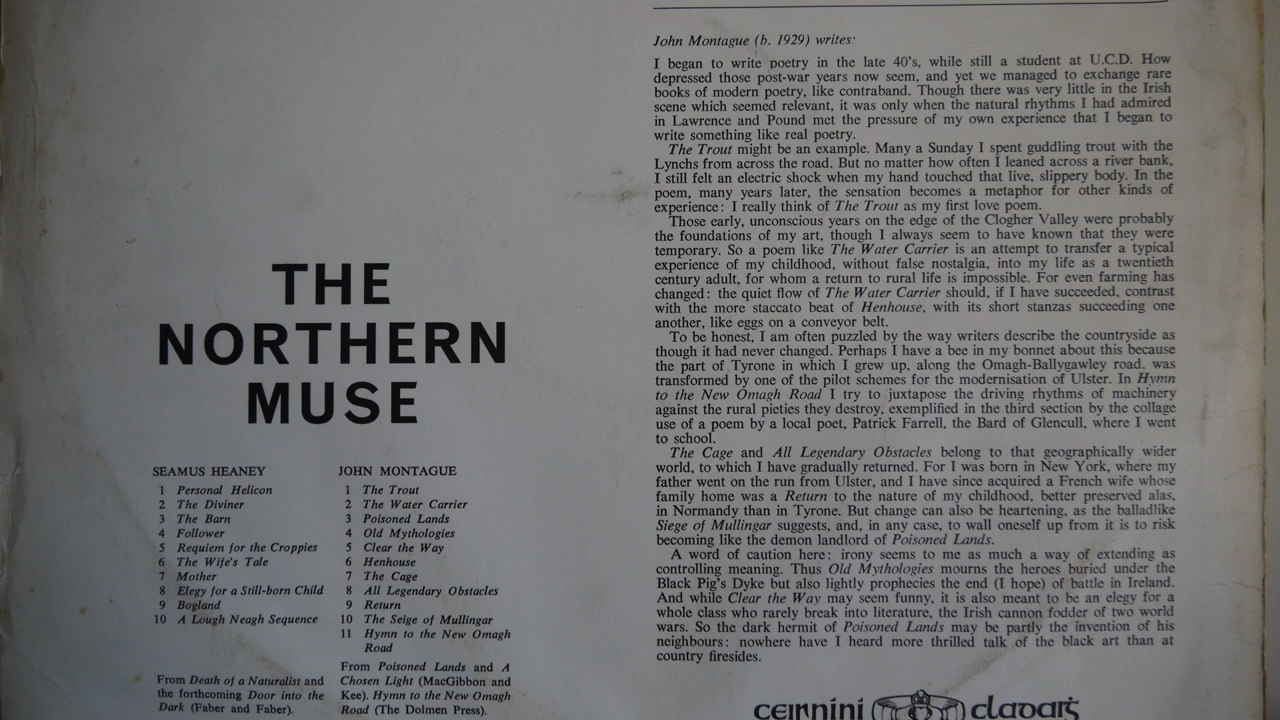 THE
NORTHERN
MUSE
SEAMUS HEANEY
1 Personal Helicon
2 The Diviner
3 The Barn
4 Follower
5 Requiem for the Croppies
6 The Wife's Tale
7 Mother
8 Elegy for a Still-born Child
9 Bogland
10 A Lough Neagh Sequence
From Death of a Naturalist and
the forthcoming Door into the
Dark (Faber and Faber).
JOHN MONTAGUE
1 The Trout
2 The Water Carrier
3 Poisoned Lands
4 Old Mythologies
5 Clear the Way
6 Henhouse
7 The Cage
8 All Legendary Obstacles
9 Return
10 The Seige of Mullingar
11 Hymn to the New Omagh
Road
From Poisoned Lands and A
Chosen Light (MacGibbon and
Kee). Hymn to the New Omagh
Road (The Dolmen Press).
John Montague (b. 1929) writes:
I began to write poetry in the late 40's, while still a student at U.C.D. How
depressed those post-war years now seem, and yet we managed to exchange rare
books of modern poetry, like contraband. Though there was very little in the Irish
scene which seemed relevant, it was only when the natural rhythms I had admired
in Lawrence and Pound met the pressure of my own experience that I began to
write something like real poetry.
The Trout might be an example. Many a Sunday I spent guddling trout with the
Lynchs from across the road. But no matter how often I leaned across a river bank,
I still felt an electric shock when my hand touched that live, slippery body. In the
poem, many years later, the sensation becomes a metaphor for other kinds of
experience: I really think of The Trout as my first love poem.
Those early, unconscious years on the edge of the Clogher Valley were probably
the foundations of my art, though I always seem to have known that they were
temporary. So a poem like The Water Carrier is an attempt to transfer a typical
experience of my childhood, without false nostalgia, into my life as a twentieth
century adult, for whom a return to rural life is impossible. For even farming has
changed: the quiet flow of The Water Carrier should, if I have succeeded, contrast
with the more staccato beat of Henhouse, with its short stanzas succeeding one
another, like eggs on a conveyor belt.
To be honest, I am often puzzled by the way writers describe the countryside as
though it had never changed. Perhaps I have a bee in my bonnet about this because
the part of Tyrone in which I grew up, along the Omagh-Ballygawley road, was
transformed by one of the pilot schemes for the modernisation of Ulster. In Hymn
to the New Omagh Road I try to juxtapose the driving rhythms of machinery
against the rural pieties they destroy, exemplified in the third section by the collage
use of a poem by a local poet, Patrick Farrell, the Bard of Glencull, where I went
to school.
The Cage and All Legendary Obstacles belong to that geographically wider
world, to which I have gradually returned. For I was born in New York, where my
father went on the run from Ulster, and I have since acquired a French wife whose
family home was a Return to the nature of my childhood, better preserved alas,
in Normandy than in Tyrone. But change can also be heartening, as the balladlike
Siege of Mullingar suggests, and, in any case, to wall oneself up from it is to risk
becoming like the demon landlord of Poisoned Lands.
A word of caution here: irony seems to me as much a way of extending as
controlling meaning. Thus Old Mythologies mourns the heroes buried under the
Black Pig's Dyke but also lightly prophecies the end (I hope) of battle in Ireland.
And while Clear the Way may seem funny, it is also meant to be an elegy for a
whole class who rarely break into literature, the Irish cannon fodder of two world
wars. So the dark hermit of Poisoned Lands may be partly the invention of his
neighbours: nowhere have I heard more thrilled talk of the black art than at
country firesides.
ceirníní claddaiġ